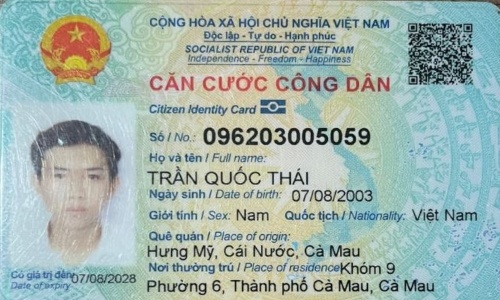 CỘNG HÒA XÃ HỘI CHỦ NGHĨA VIỆT NAM
Độc lập - Tự do - Hạnh phúc
SOCIALIST REPUBLIC OF VIET NAM
Independence - Freedom - Happiness
CĂN CƯỚC CÔNG DÂN
Citizen Identity Card
Số / No.: 096203005059
Họ và tên / Full name:
TRẦN QUỐC THÁI
Ngày sinh / Date of birth: 07/08/2003
Giới tính / Sex: Nam Quốc tịch / Nationality: Việt Nam
Quê quán / Place of origin:
Hưng Mỹ, Cái Nước, Cà Mau
Nơi thường trú / Place of residence: Khóm 9
Phường 6, Thành phố Cà Mau, Cà Mau
Có giá trị đến: 07/08/2028
Date of expiry